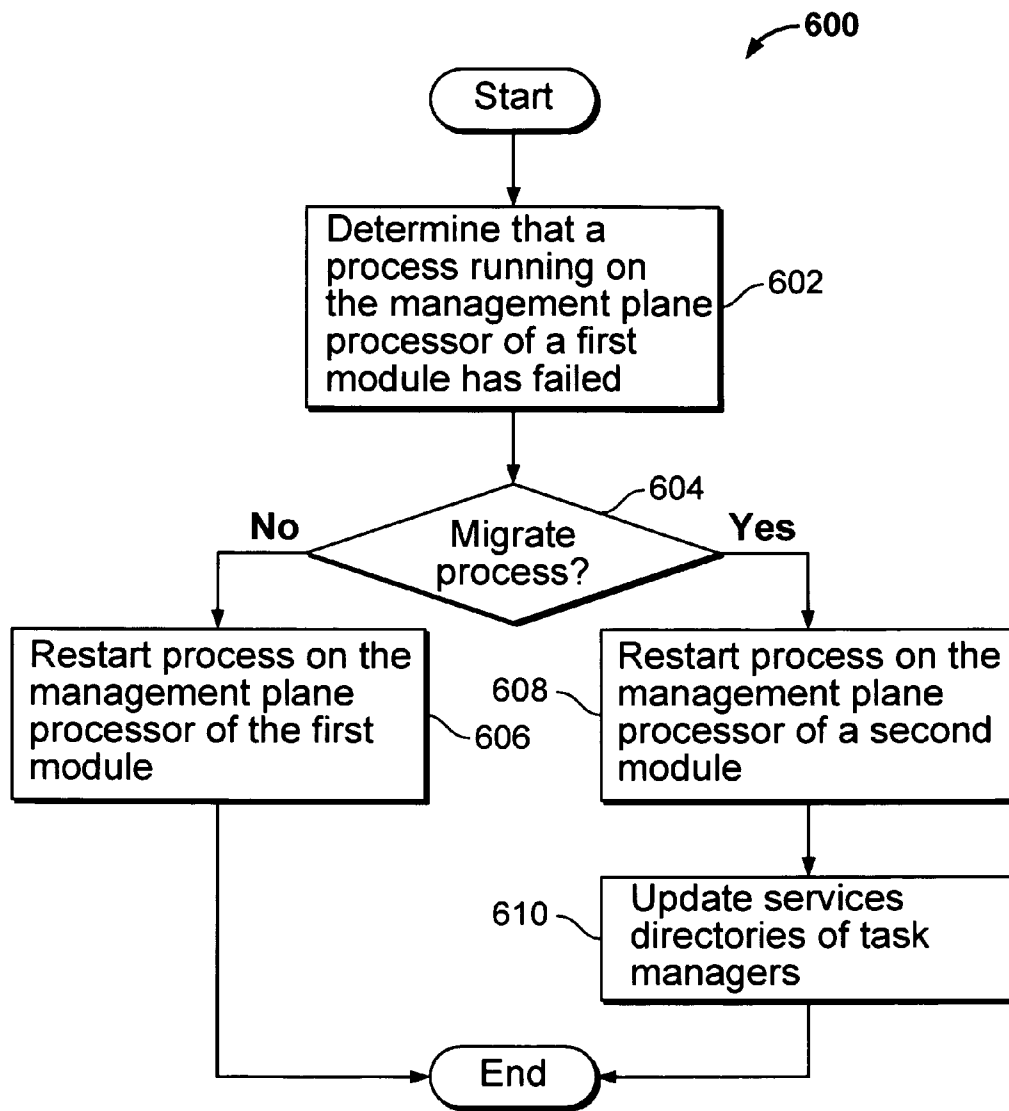 600
Start
Determine that a
process running on
the management plane
processor of a first
module has failed
602
604
No
Yes
Migrate
process?
Restart process on the
management plane
processor of the first
module
606
608
Restart process on the
management plane
processor of a second
module
610
Update services
directories of task
managers
End